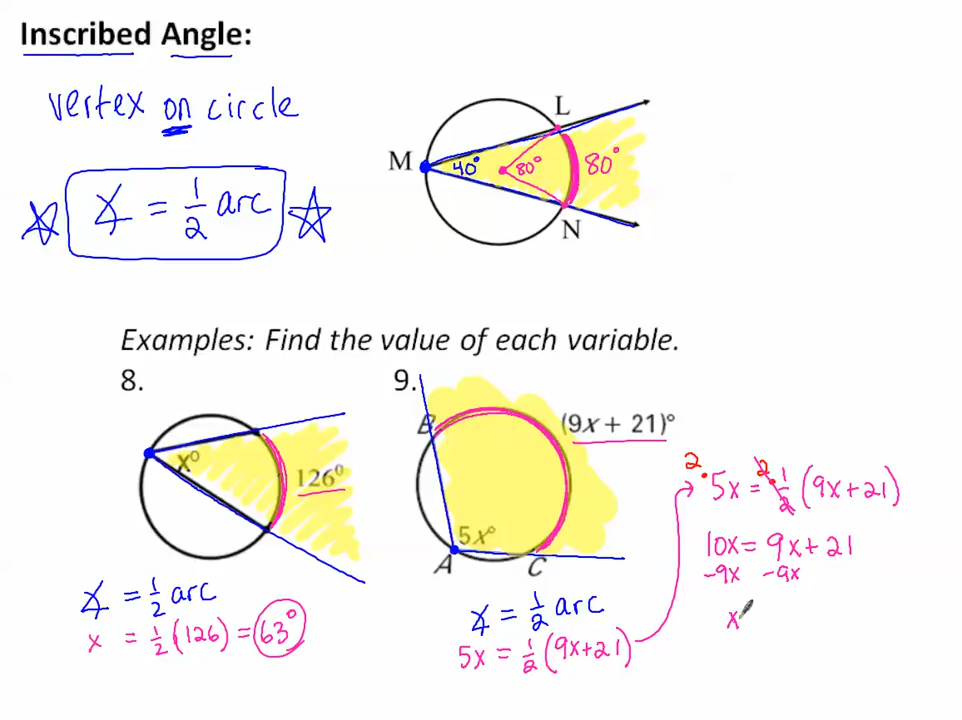 Inscribed Angle:
vertex on circle
∡ = 1/2 arc
M
L
N
40°
80°
80°
Examples: Find the value of each variable.
8.
x°
126°
∡ = 1/2 arc
x = 1/2 (126) = 63°
9.
B
(9x + 21)°
5x°
A
C
∡ = 1/2 arc
5x = 1/2 (9x+21)
2 · 5x = 2 · 1/2 (9x+21)
10x = 9x+21
-9x -9x
x